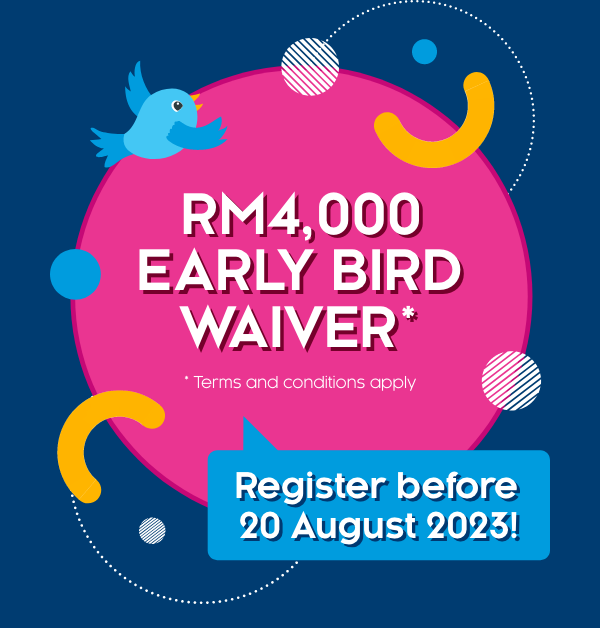 RM4,000
EARLY BIRD
WAIVER*
* Terms and conditions apply
Register before
20 August 2023!